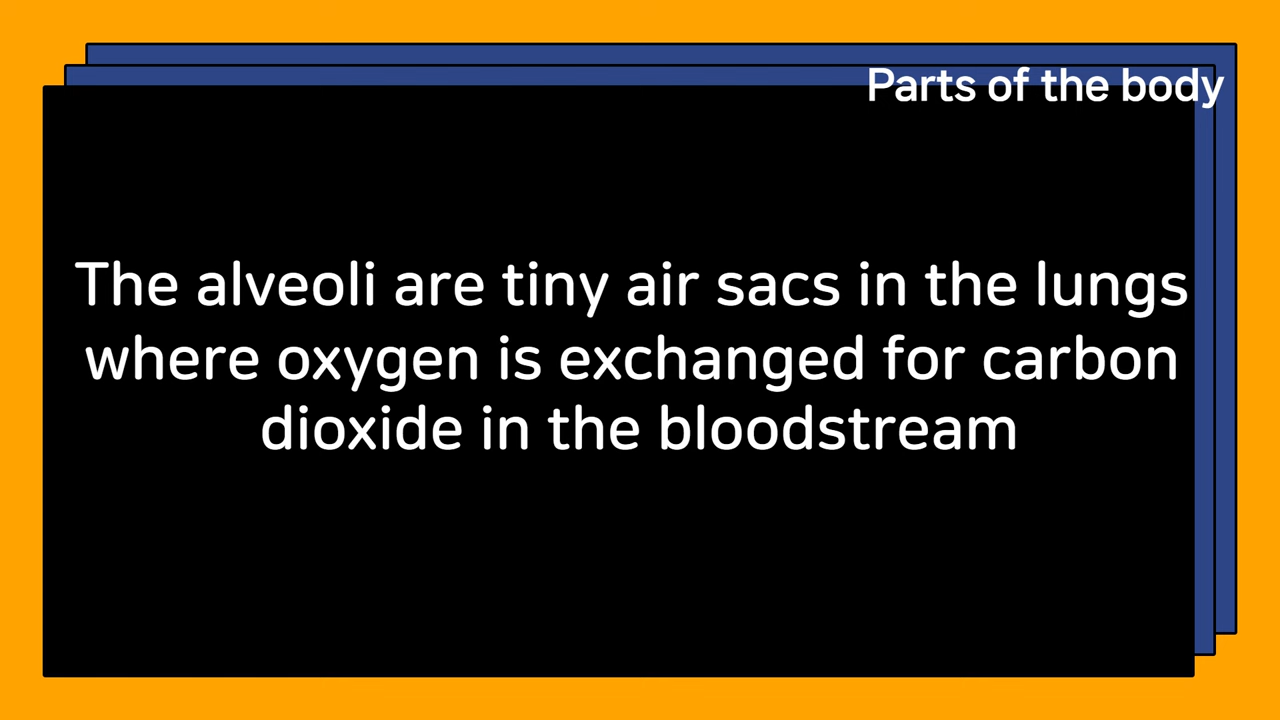 Parts of the body
The alveoli are tiny air sacs in the lungs
where oxygen is exchanged for carbon
dioxide in the bloodstream